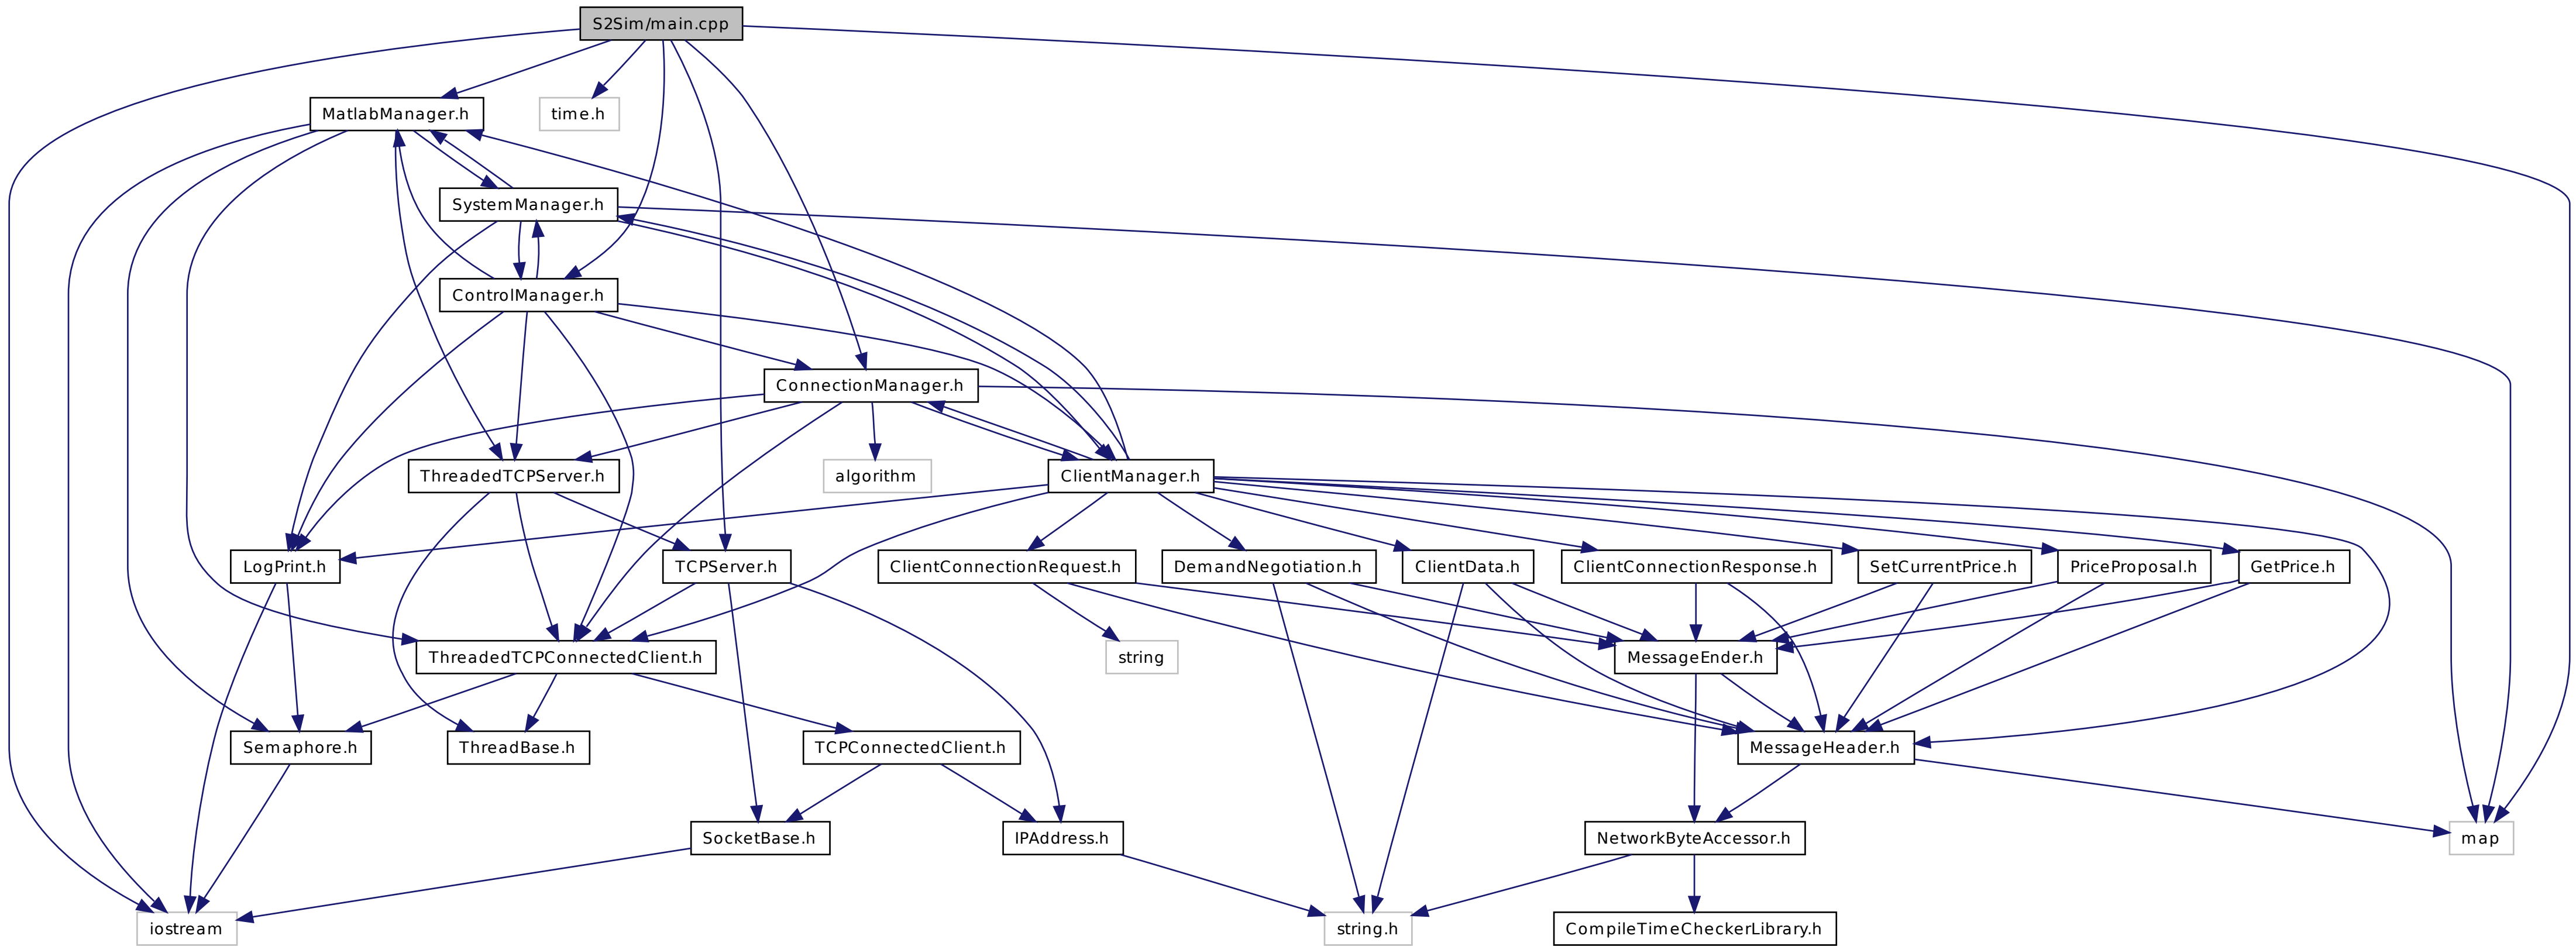 S2Sim/main.cpp
MatlabManager.h
time.h
SystemManager.h
ControlManager.h
ConnectionManager.h
ThreadedTCPServer.h
algorithm
ClientManager.h
LogPrint.h
TCPServer.h
ClientConnectionRequest.h
DemandNegotiation.h
ClientData.h
ClientConnectionResponse.h
SetCurrentPrice.h
PriceProposal.h
GetPrice.h
ThreadedTCPConnectedClient.h
string
MessageEnder.h
Semaphore.h
ThreadBase.h
TCPConnectedClient.h
MessageHeader.h
SocketBase.h
IPAddress.h
NetworkByteAccessor.h
map
iostream
string.h
CompileTimeCheckerLibrary.h